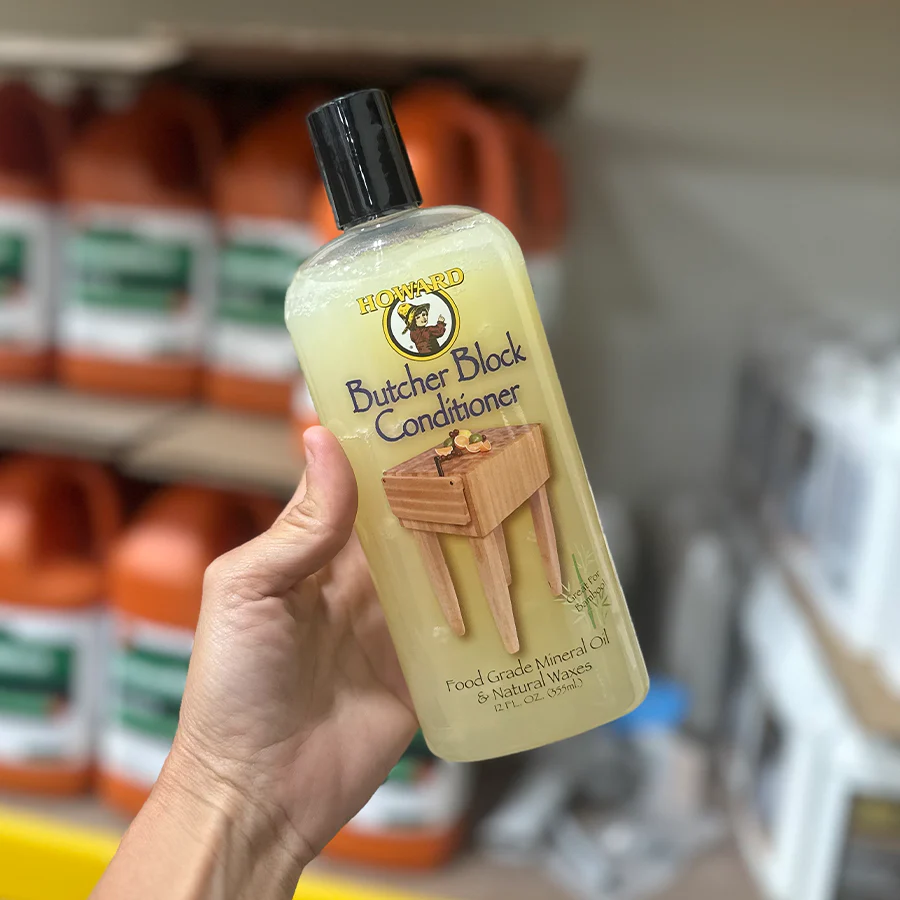 HOWARD
Butcher Block
Conditioner
Great For
Bamboo!
Food Grade Mineral Oil
& Natural Waxes
12 FL. OZ. (355mL)